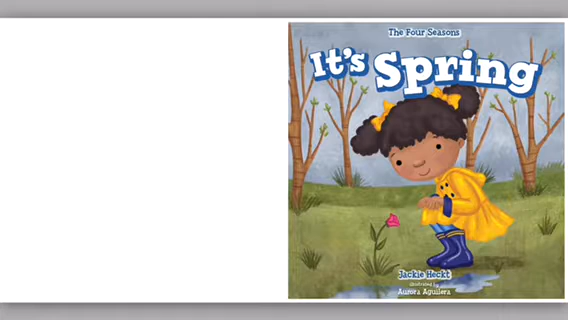 The Four Seasons
It's Spring
Jackie Heckt
illustrated by
Aurora Aguilera